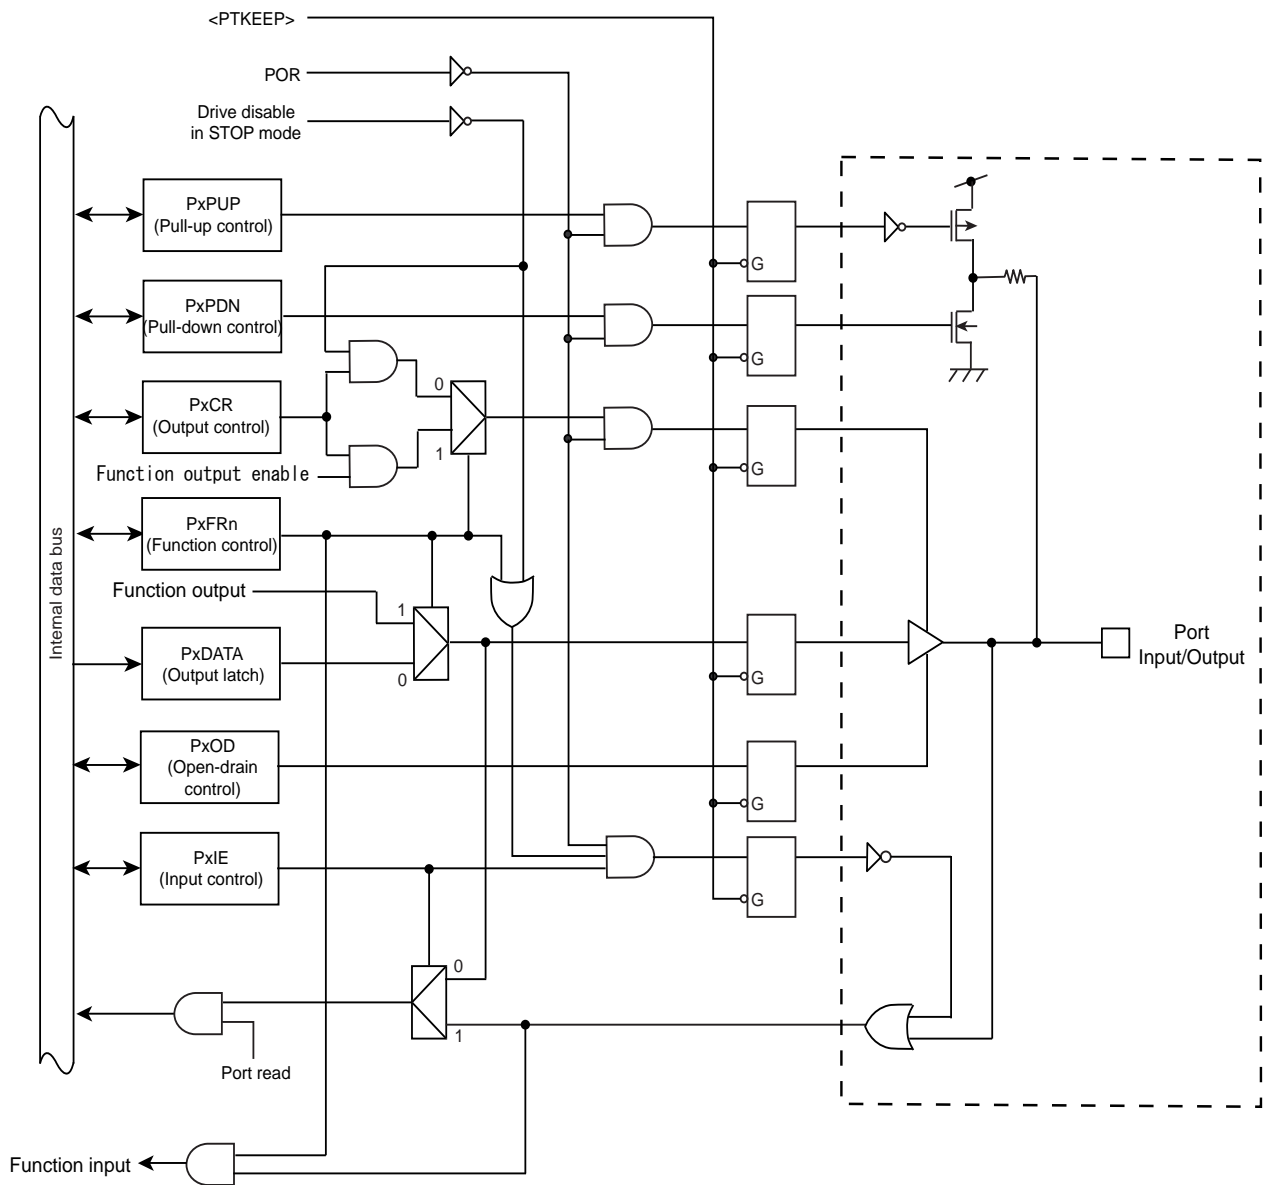 <PTKEEP>
POR
Drive disable
in STOP mode
PxPUP
(Pull-up control)
G
PxPDN
(Pull-down control)
G
PxCR
(Output control)
0
1
Function output enable
G
PxFRn
(Function control)
Internal data bus
Function output
1
0
PxDATA
(Output latch)
G
Port
Input/Output
PxOD
(Open-drain
control)
G
PxIE
(Input control)
G
0
1
Port read
Function input